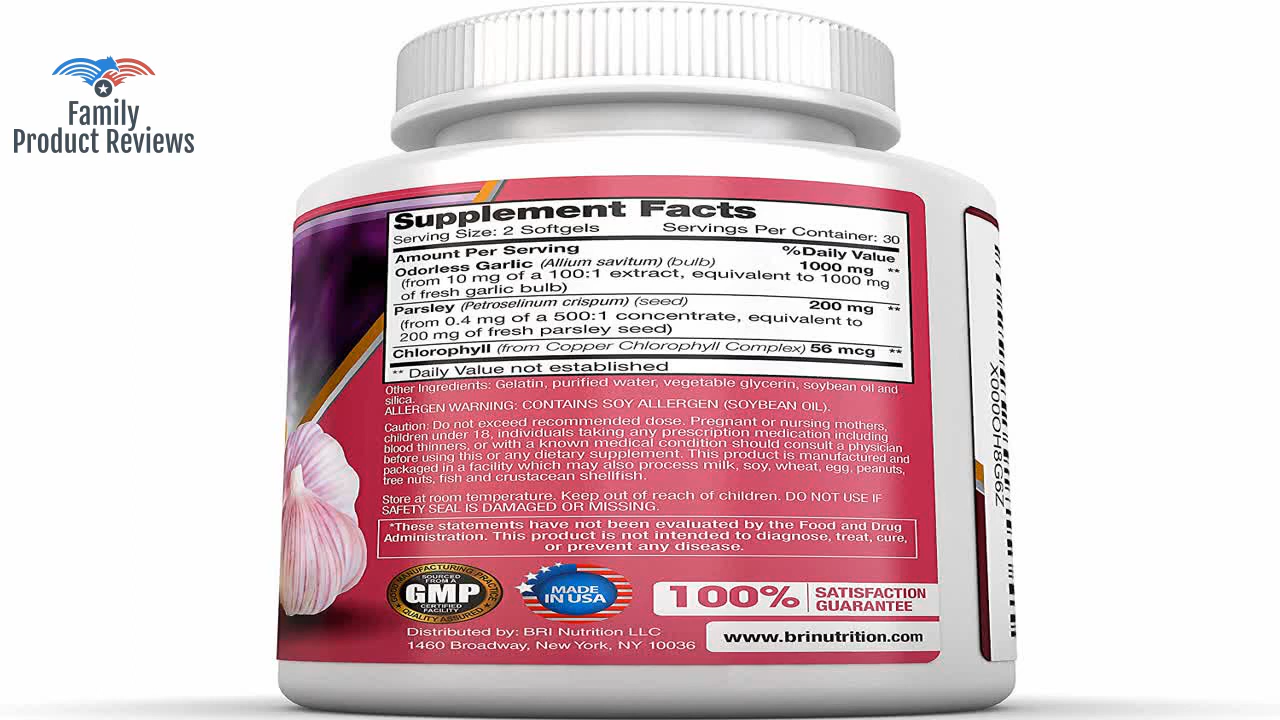 Family
Product Reviews
Supplement Facts
Serving Size: 2 Softgels Servings Per Container: 30
Amount Per Serving %Daily Value
Odorless Garlic (Allium savitum) (bulb) 1000 mg **
(from 10 mg of a 100:1 extract, equivalent to 1000 mg
of fresh garlic bulb)
Parsley (Petroselinum crispum) (seed) 200 mg **
(from 0.4 mg of a 500:1 concentrate, equivalent to
200 mg of fresh parsley seed)
Chlorophyll (from Copper Chlorophyll Complex) 56 mcg **
** Daily Value not established
Other Ingredients: Gelatin, purified water, vegetable glycerin, soybean oil and
silica.
ALLERGEN WARNING: CONTAINS SOY ALLERGEN (SOYBEAN OIL).
Caution: Do not exceed recommended dose. Pregnant or nursing mothers,
children under 18, individuals taking any prescription medication including
blood thinners, or with a known medical condition should consult a physician
before using this or any dietary supplement. This product is manufactured and
packaged in a facility which may also process milk, soy, wheat, egg, peanuts,
tree nuts, fish and crustacean shellfish.
Store at room temperature. Keep out of reach of children. DO NOT USE IF
SAFETY SEAL IS DAMAGED OR MISSING.
*These statements have not been evaluated by the Food and Drug
Administration. This product is not intended to diagnose, treat, cure,
or prevent any disease.
GOOD MANUFACTURING PRACTICE
SOURCED
FROM A
GMP
CERTIFIED
FACILITY
QUALITY ASSURED
MADE
IN USA
100% SATISFACTION
GUARANTEE
Distributed by: BRI Nutrition LLC
1460 Broadway, New York, NY 10036
www.brinutrition.com
X000OH8G6Z